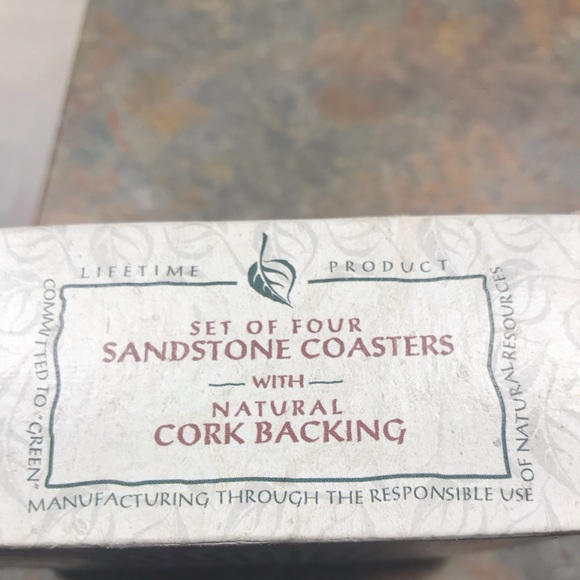 LIFETIME PRODUCT
SET OF FOUR
SANDSTONE COASTERS
WITH
NATURAL
CORK BACKING
COMMITTED TO "GREEN"
MANUFACTURING THROUGH THE RESPONSIBLE USE
OF NATURAL RESOURCES